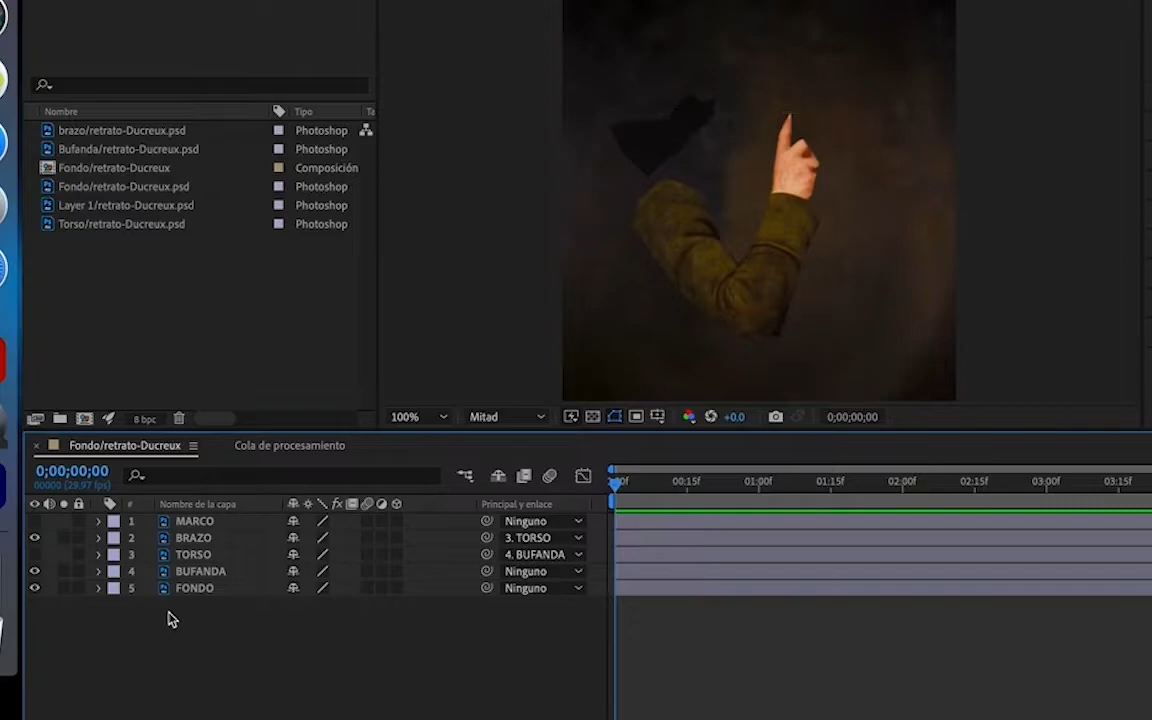 Nombre Tipo Ta
brazo/retrato-Ducreux.psd Photoshop
Bufanda/retrato-Ducreux.psd Photoshop
Fondo/retrato-Ducreux Composición
Fondo/retrato-Ducreux.psd Photoshop
Layer 1/retrato-Ducreux.psd Photoshop
Torso/retrato-Ducreux.psd Photoshop
8 bpc
100% Mitad +0.0 0;00;00;00
Fondo/retrato-Ducreux Cola de procesamiento
0;00;00;00
00000 (29,97 fps)
:00f 00:15f 01:00f 01:15f 02:00f 02:15f 03:00f 03:15f
# Nombre de la capa fx Principal y enlace
1 MARCO Ninguno
2 BRAZO 3. TORSO
3 TORSO 4. BUFANDA
4 BUFANDA Ninguno
5 FONDO Ninguno